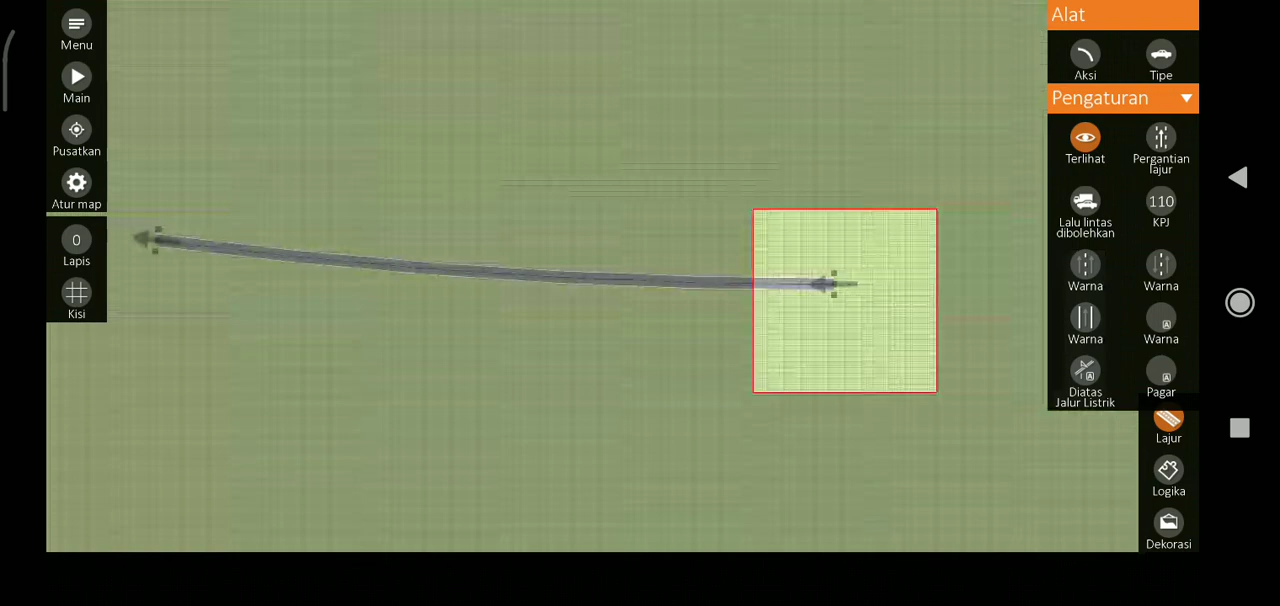 Menu
Main
Pusatkan
Atur map
0
Lapis
Kisi
Alat
Aksi
Tipe
Pengaturan
Terlihat
Pergantian
lajur
Lalu lintas
dibolehkan
110
KPJ
Warna
Warna
Warna
A
Warna
A
Diatas
Jalur Listrik
A
Pagar
Lajur
Logika
Dekorasi